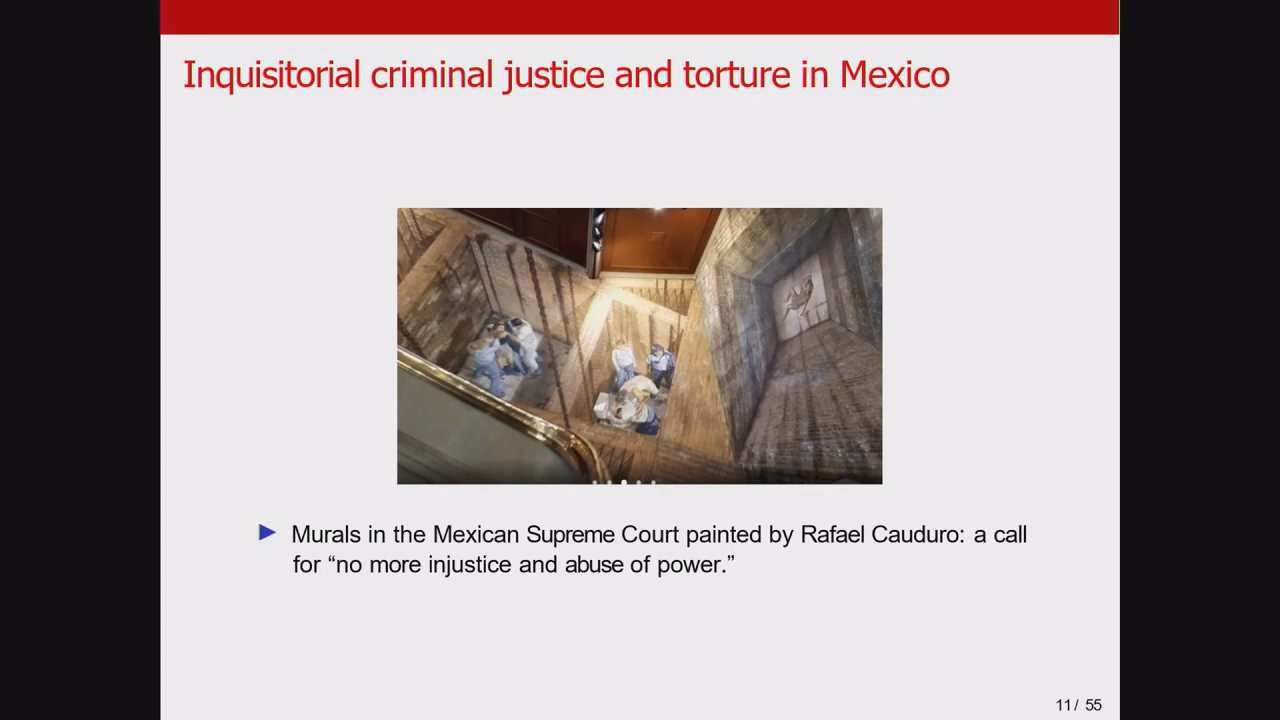 Inquisitorial criminal justice and torture in Mexico
Murals in the Mexican Supreme Court painted by Rafael Cauduro: a call
for “no more injustice and abuse of power.”
11 / 55